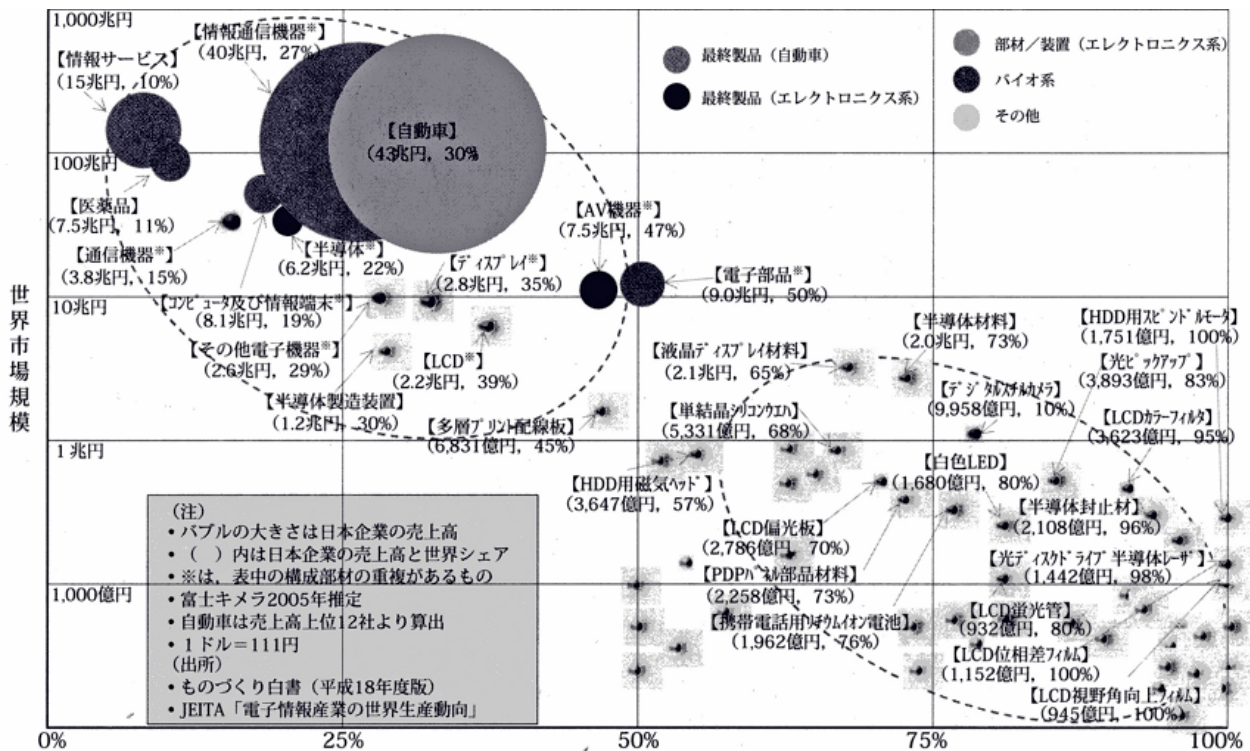 1,000兆円
【情報通信機器※】
(40兆円, 27%)
【情報サービス】
(15兆円, 10%)
【自動車】
(43兆円, 30%
100兆円
【医薬品】
(7.5兆円, 11%)
【通信機器※】
(3.8兆円, 15%)
【半導体※】
(6.2兆円, 22%)
【AV機器※】
(7.5兆円, 47%)
【ディスプレイ※】
(2.8兆円, 35%)
【電子部品※】
(9.0兆円, 50%)
10兆円
【コンピュータ及び情報端末※】
(8.1兆円, 19%)
【その他電子機器※】
(2.6兆円, 29%)
【LCD※】
(2.2兆円, 39%)
【半導体製造装置】
(1.2兆円, 30%)
【多層プリント配線板】
(6,831億円, 45%)
1兆円
1,000億円
最終製品（自動車）
最終製品（エレクトロニクス系）
部材／装置（エレクトロニクス系）
バイオ系
その他
【液晶ディスプレイ材料】
(2.1兆円, 65%)
【半導体材料】
(2.0兆円, 73%)
【HDD用スピンドルモータ】
(1,751億円, 100%)
【光ピックアップ】
(3,893億円, 83%)
【デジタルスチルカメラ】
(9,958億円, 10%)
【単結晶シリコンウエハ】
(5,331億円, 68%)
【LCDカラーフィルタ】
(3,623億円, 95%)
【HDD用磁気ヘッド】
(3,647億円, 57%)
【白色LED】
(1,680億円, 80%)
【半導体封止材】
(2,108億円, 96%)
【LCD偏光板】
(2,786億円, 70%)
【光ディスクドライブ 半導体レーザ】
(1,442億円, 98%)
【PDPパネル部品材料】
(2,258億円, 73%)
【携帯電話用リチウムイオン電池】
(1,962億円, 76%)
【LCD蛍光管】
(932億円, 80%)
【LCD位相差フィルム】
(1,152億円, 100%)
【LCD視野角向上フィルム】
(945億円, 100%)
（注）
• バブルの大きさは日本企業の売上高
• （　）内は日本企業の売上高と世界シェア
• ※は，表中の構成部材の重複があるもの
• 富士キメラ2005年推定
• 自動車は売上高上位12社より算出
• 1ドル＝111円
（出所）
• ものづくり白書（平成18年度版）
• JEITA「電子情報産業の世界生産動向」
世界市場規模
0%
25%
50%
75%
100%